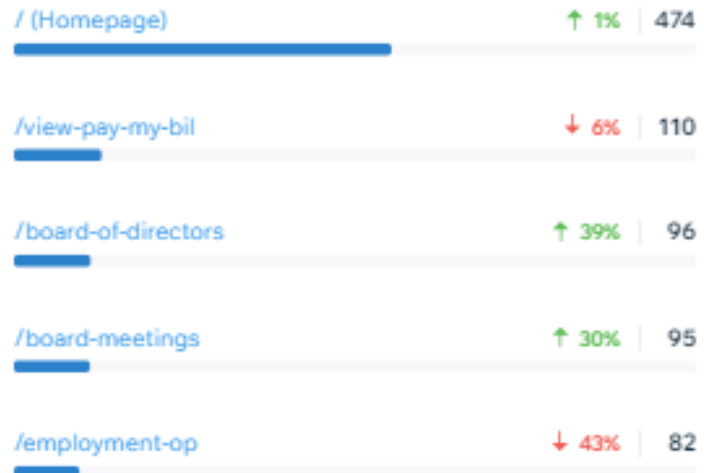 / (Homepage) ↑ 1% 474
/view-pay-my-bil ↓ 6% 110
/board-of-directors ↑ 39% 96
/board-meetings ↑ 30% 95
/employment-op ↓ 43% 82